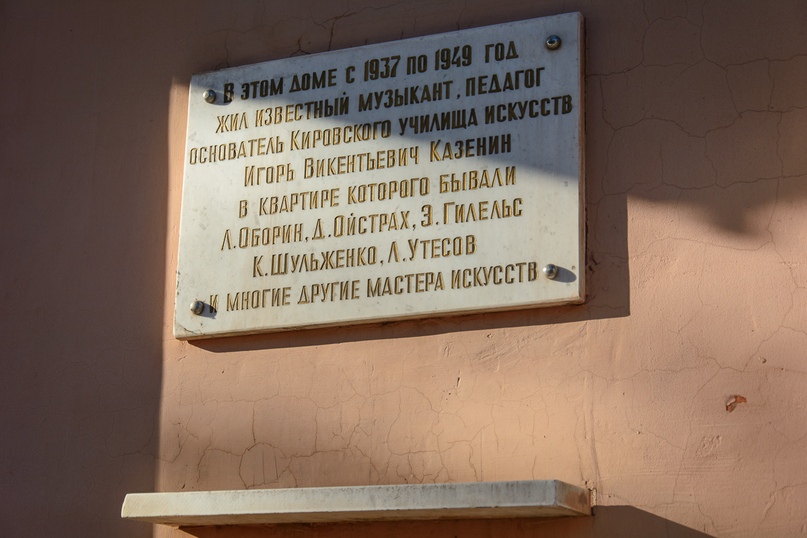 В этом доме с 1937 по 1949 год
жил известный музыкант, педагог
основатель Кировского училища искусств
Игорь Викентьевич Казенин
в квартире которого бывали
Л.Оборин, Д.Ойстрах, Э.Гилельс
К.Шульженко, Л.Утесов
и многие другие мастера искусств